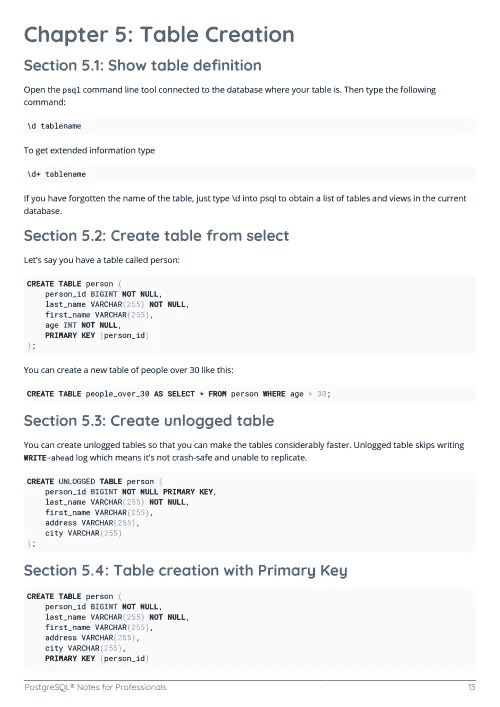 Chapter 5: Table Creation
Section 5.1: Show table definition
Open the psql command line tool connected to the database where your table is. Then type the following
command:
\d tablename
To get extended information type
\d+ tablename
If you have forgotten the name of the table, just type \d into psql to obtain a list of tables and views in the current
database.
Section 5.2: Create table from select
Let's say you have a table called person:
CREATE TABLE person (
    person_id BIGINT NOT NULL,
    last_name VARCHAR(255) NOT NULL,
    first_name VARCHAR(255),
    age INT NOT NULL,
    PRIMARY KEY (person_id)
);
You can create a new table of people over 30 like this:
CREATE TABLE people_over_30 AS SELECT * FROM person WHERE age > 30;
Section 5.3: Create unlogged table
You can create unlogged tables so that you can make the tables considerably faster. Unlogged table skips writing
WRITE-ahead log which means it's not crash-safe and unable to replicate.
CREATE UNLOGGED TABLE person (
    person_id BIGINT NOT NULL PRIMARY KEY,
    last_name VARCHAR(255) NOT NULL,
    first_name VARCHAR(255),
    address VARCHAR(255),
    city VARCHAR(255)
);
Section 5.4: Table creation with Primary Key
CREATE TABLE person (
    person_id BIGINT NOT NULL,
    last_name VARCHAR(255) NOT NULL,
    first_name VARCHAR(255),
    address VARCHAR(255),
    city VARCHAR(255),
    PRIMARY KEY (person_id)
PostgreSQL® Notes for Professionals 13